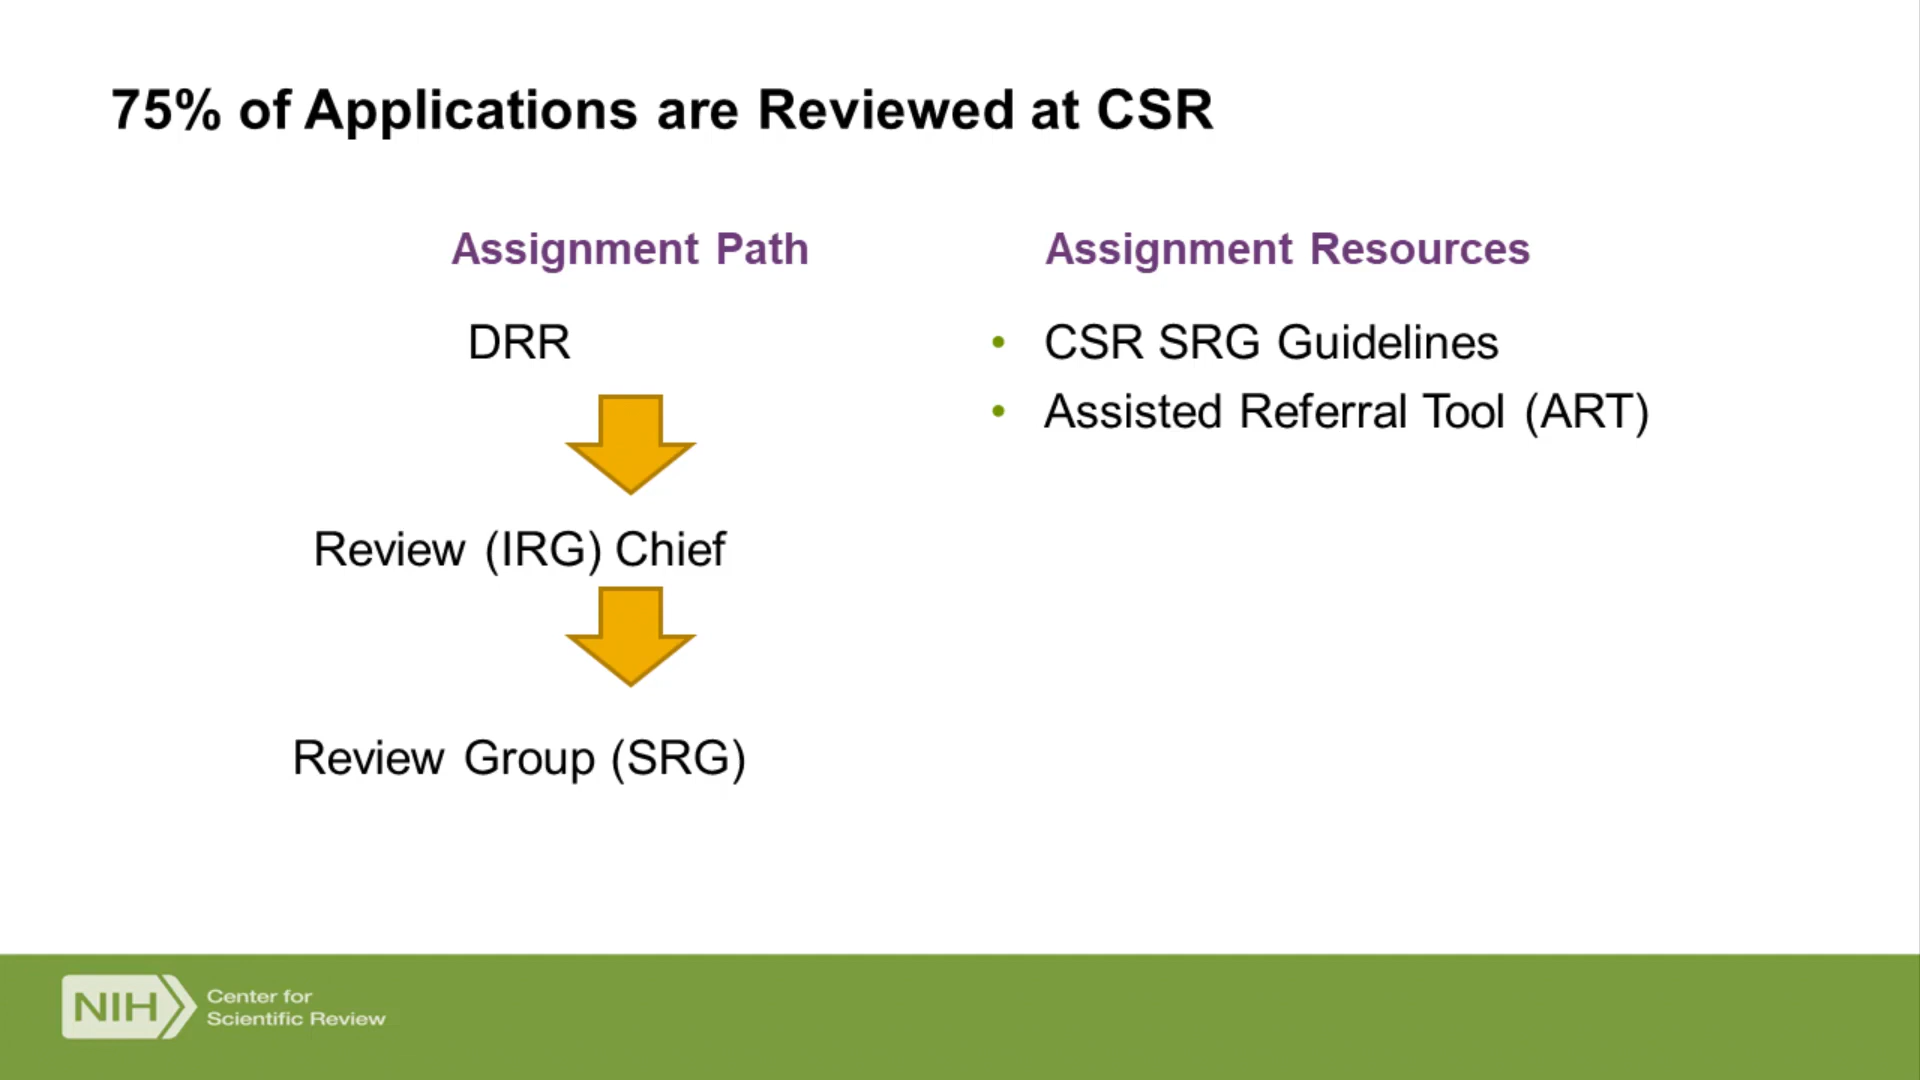 75% of Applications are Reviewed at CSR
Assignment Path
DRR
Review (IRG) Chief
Review Group (SRG)
Assignment Resources
• CSR SRG Guidelines
• Assisted Referral Tool (ART)
NIH
Center for
Scientific Review